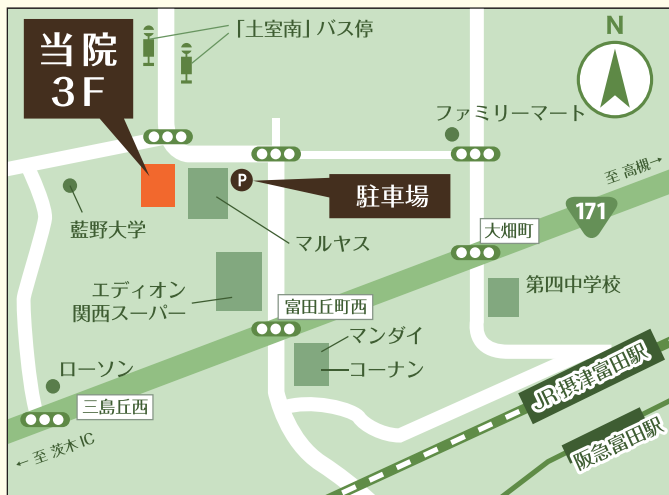 「土室南」バス停
当院
3F
N
ファミリーマート
至 高槻→
P
駐車場
171
藍野大学
マルヤス
大畑町
エディオン
関西スーパー
第四中学校
富田丘町西
マンダイ
コーナン
ローソン
三島丘西
JR摂津富田駅
阪急富田駅
← 至 茨木IC